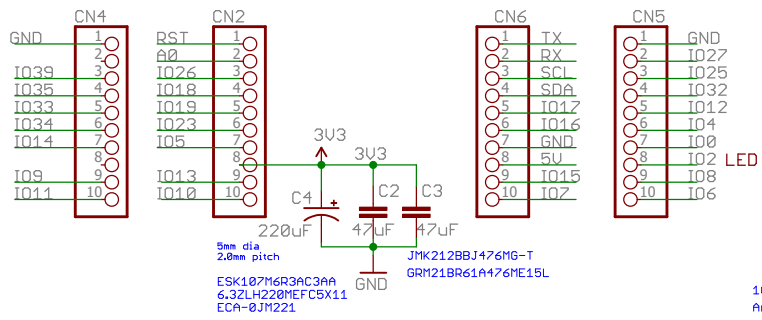 CN4 CN2 CN6 CN5
GND 1 RST 1 1 TX 1 GND
2 A0 2 2 RX 2 IO27
IO39 3 IO26 3 3 SCL 3 IO25
IO35 4 IO18 4 4 SDA 4 IO32
IO33 5 IO19 5 5 IO17 5 IO12
IO34 6 IO23 6 6 IO16 6 IO4
IO14 7 IO5 7 7 GND 7 IO0
8 8 8 5V 8 IO2 LED
IO9 9 IO13 9 9 IO15 9 IO8
IO11 10 IO10 10 10 IO7 10 IO6
3V3
3V3
C4 + C2 C3
220uF 47uF 47uF
5mm dia
2.0mm pitch
JMK212BBJ476MG-T
GRM21BR61A476ME15L
GND
ESK107M6R3AC3AA
6.3ZLH220MEFC5X11
ECA-0JM221